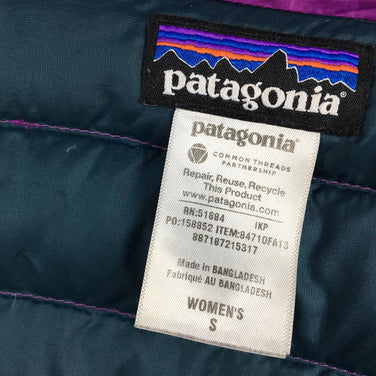 patagonia
patagonia
COMMON THREADS
PARTNERSHIP
Repair, Reuse, Recycle
This Product
www.patagonia.com
RN:51884 IKP
PO:158852 ITEM:84710FA13
887187215317
Made in BANGLADESH
Fabriqué AU BANGLADESH
WOMEN'S
S